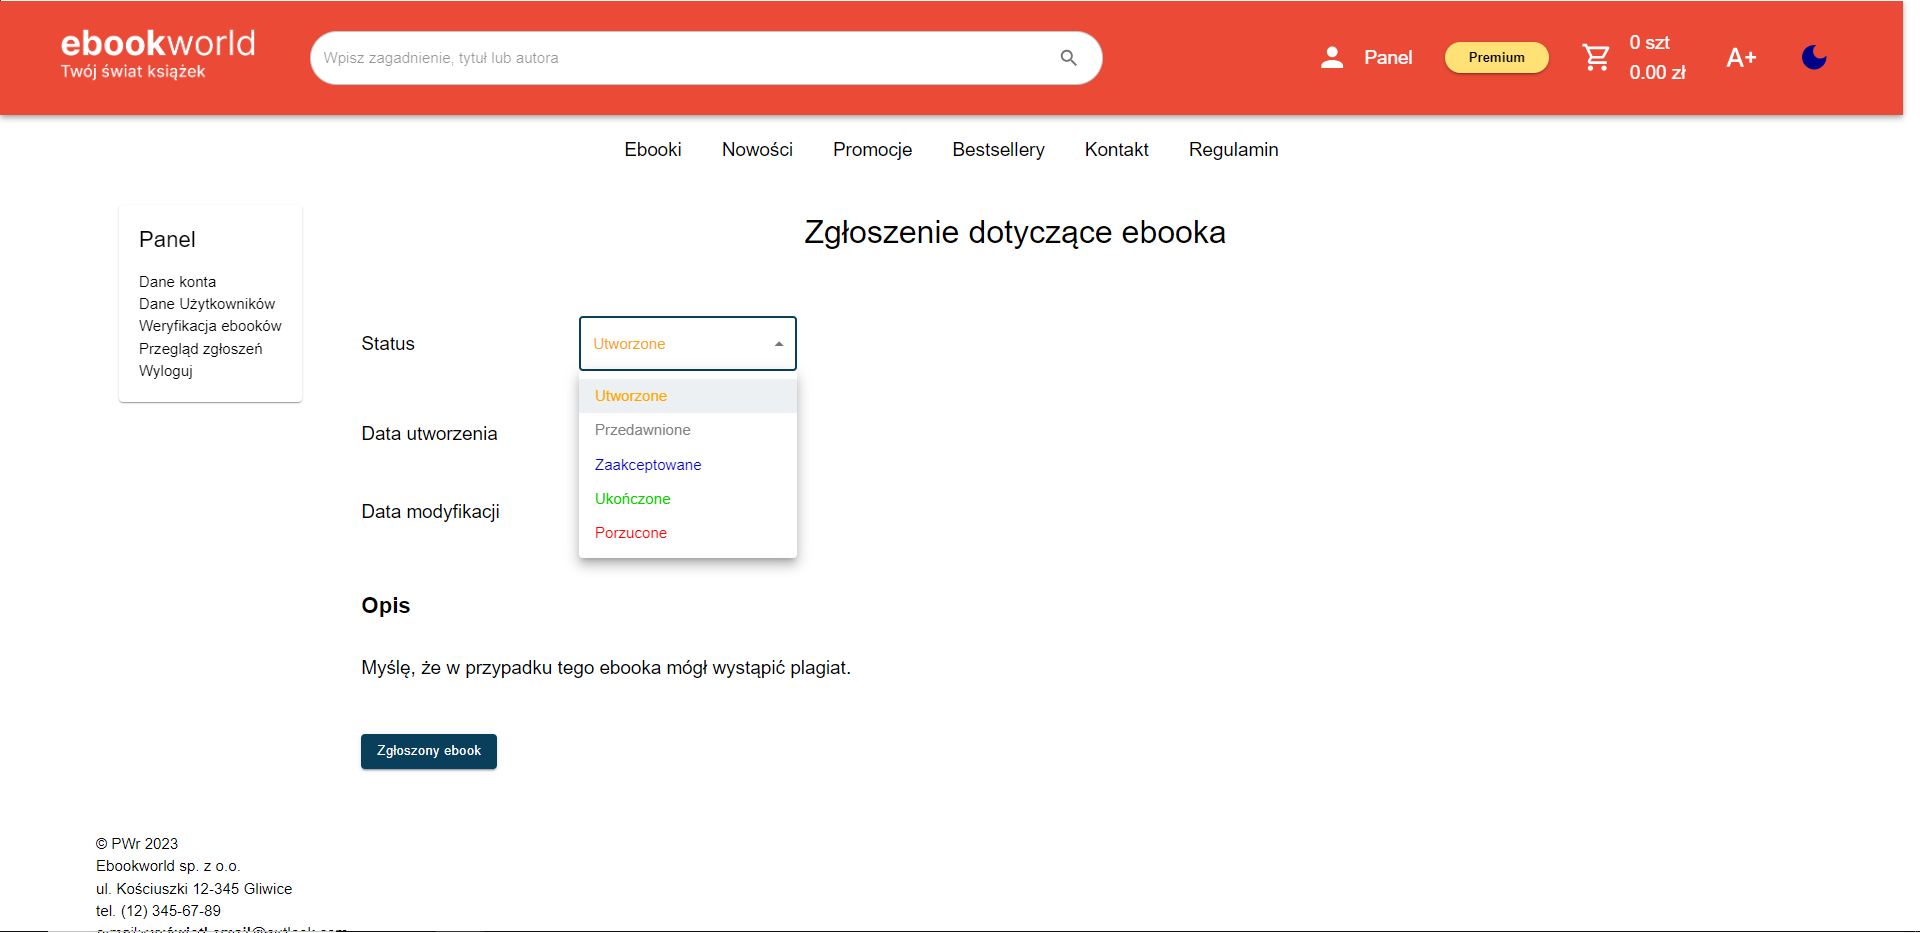 ebookworld
Twój świat książek
Wpisz zagadnienie, tytuł lub autora
Panel
Premium
0 szt
0.00 zł
A+
Ebooki Nowości Promocje Bestsellery Kontakt Regulamin
Panel
Dane konta
Dane Użytkowników
Weryfikacja ebooków
Przegląd zgłoszeń
Wyloguj
Zgłoszenie dotyczące ebooka
Status
Utworzone
Utworzone
Przedawnione
Zaakceptowane
Ukończone
Porzucone
Data utworzenia
Data modyfikacji
Opis
Myślę, że w przypadku tego ebooka mógł wystąpić plagiat.
Zgłoszony ebook
© PWr 2023
Ebookworld sp. z o.o.
ul. Kościuszki 12-345 Gliwice
tel. (12) 345-67-89